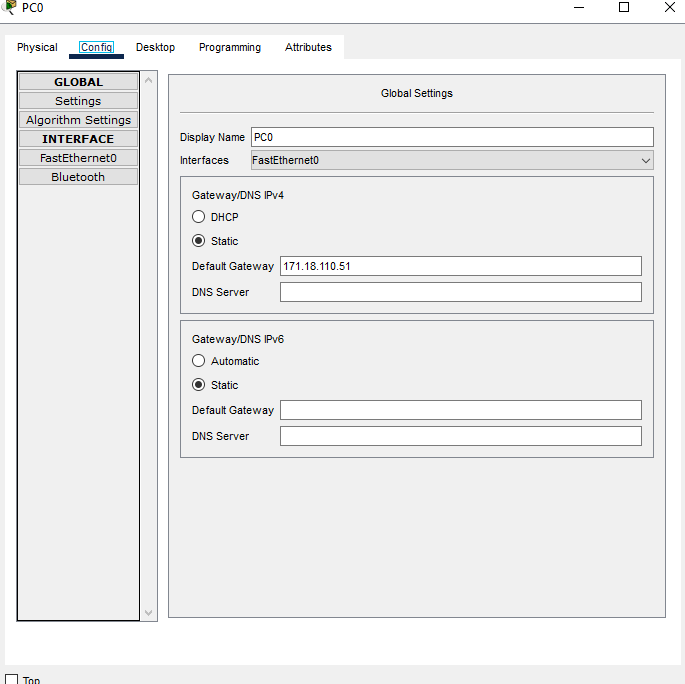 PC0
Physical Config Desktop Programming Attributes
GLOBAL
Settings
Algorithm Settings
INTERFACE
FastEthernet0
Bluetooth
Global Settings
Display Name PC0
Interfaces FastEthernet0
Gateway/DNS IPv4
DHCP
Static
Default Gateway 171.18.110.51
DNS Server
Gateway/DNS IPv6
Automatic
Static
Default Gateway
DNS Server
Top